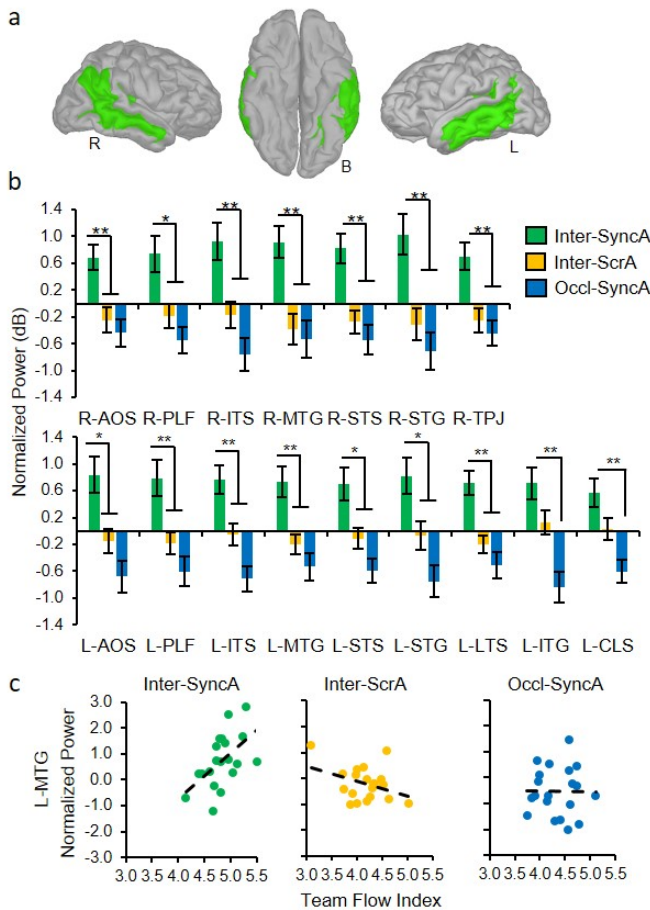 a
R
B
L
b
** * ** ** ** ** **
Inter-SyncA
Inter-ScrA
Occl-SyncA
Normalized Power (dB)
1.4
1.0
0.6
0.2
-0.2
-0.6
-1.0
-1.4
R-AOS R-PLF R-ITS R-MTG R-STS R-STG R-TPJ
* ** ** ** * * ** ** **
1.4
1.0
0.6
0.2
-0.2
-0.6
-1.0
-1.4
L-AOS L-PLF L-ITS L-MTG L-STS L-STG L-LTS L-ITG L-CLS
c
Inter-SyncA Inter-ScrA Occl-SyncA
L-MTG
Normalized Power
3.0
2.0
1.0
0.0
-1.0
-2.0
-3.0
3.0 3.5 4.0 4.5 5.0 5.5 3.0 3.5 4.0 4.5 5.0 5.5 3.0 3.5 4.0 4.5 5.0 5.5
Team Flow Index